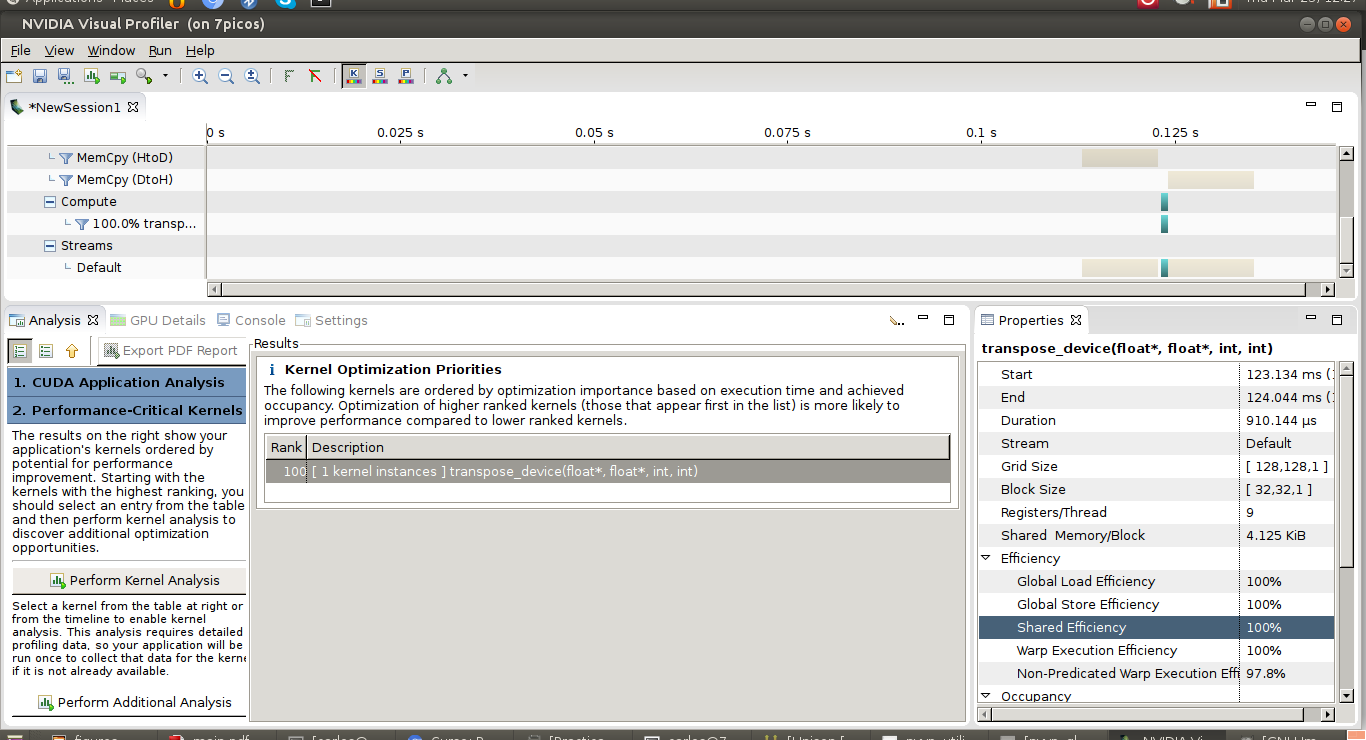 Applications Places
Thu Mar 23, 12:27
NVIDIA Visual Profiler (on 7picos)
File View Window Run Help
*NewSession1
0 s 0.025 s 0.05 s 0.075 s 0.1 s 0.125 s
MemCpy (HtoD)
MemCpy (DtoH)
Compute
100.0% transp...
Streams
Default
Analysis GPU Details Console Settings
Export PDF Report
1. CUDA Application Analysis
2. Performance-Critical Kernels
The results on the right show your
application's kernels ordered by
potential for performance
improvement. Starting with the
kernels with the highest ranking, you
should select an entry from the table
and then perform kernel analysis to
discover additional optimization
opportunities.
Perform Kernel Analysis
Select a kernel from the table at right or
from the timeline to enable kernel
analysis. This analysis requires detailed
profiling data, so your application will be
run once to collect that data for the kerne
if it is not already available.
Perform Additional Analysis
Results
i Kernel Optimization Priorities
The following kernels are ordered by optimization importance based on execution time and achieved
occupancy. Optimization of higher ranked kernels (those that appear first in the list) is more likely to
improve performance compared to lower ranked kernels.
Rank Description
100 [ 1 kernel instances ] transpose_device(float*, float*, int, int)
Properties
transpose_device(float*, float*, int, int)
Start 123.134 ms (1
End 124.044 ms (1
Duration 910.144 µs
Stream Default
Grid Size [ 128,128,1 ]
Block Size [ 32,32,1 ]
Registers/Thread 9
Shared Memory/Block 4.125 KiB
Efficiency
Global Load Efficiency 100%
Global Store Efficiency 100%
Shared Efficiency 100%
Warp Execution Efficiency 100%
Non-Predicated Warp Execution Effi 97.8%
Occupancy